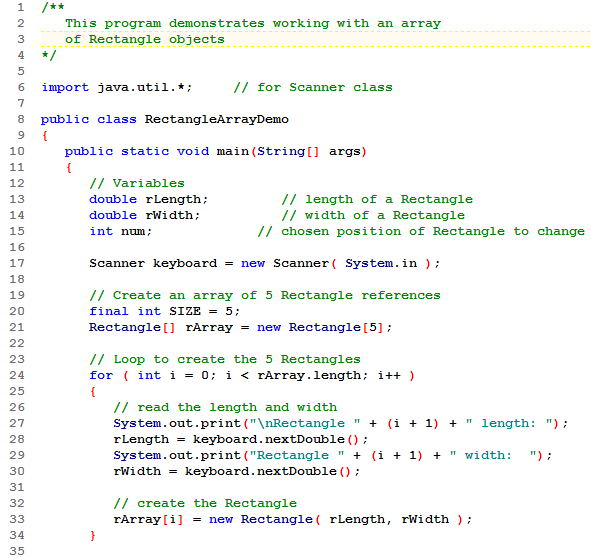 1 /**
2    This program demonstrates working with an array
3    of Rectangle objects
4 */
5
6 import java.util.*;     // for Scanner class
7
8 public class RectangleArrayDemo
9 {
10    public static void main(String[] args)
11    {
12       // Variables
13       double rLength;         // length of a Rectangle
14       double rWidth;          // width of a Rectangle
15       int num;             // chosen position of Rectangle to change
16
17       Scanner keyboard = new Scanner( System.in );
18
19       // Create an array of 5 Rectangle references
20       final int SIZE = 5;
21       Rectangle[] rArray = new Rectangle[5];
22
23       // Loop to create the 5 Rectangles
24       for ( int i = 0; i < rArray.length; i++ )
25       {
26          // read the length and width
27          System.out.print("\nRectangle " + (i + 1) + " length: ");
28          rLength = keyboard.nextDouble();
29          System.out.print("Rectangle " + (i + 1) + " width:  ");
30          rWidth = keyboard.nextDouble();
31
32          // create the Rectangle
33          rArray[i] = new Rectangle( rLength, rWidth );
34       }
35